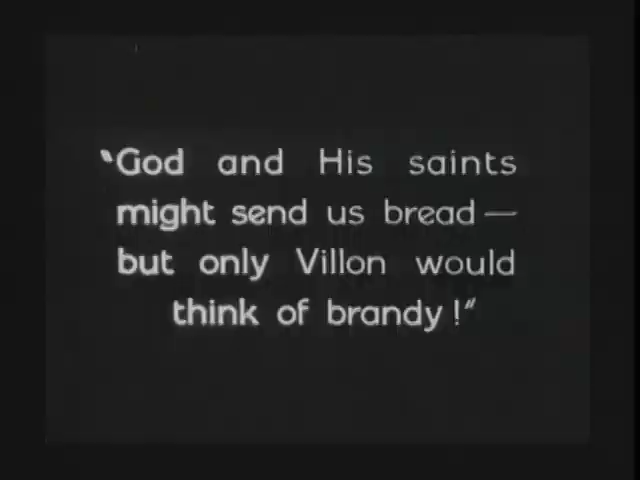 "God and His saints
might send us bread —
but only Villon would
think of brandy!"